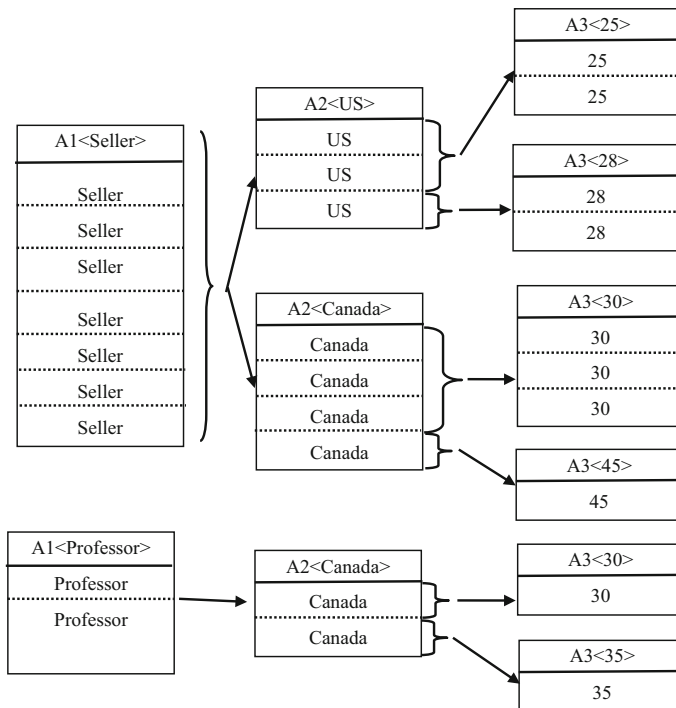 A1<Seller>
Seller
Seller
Seller
Seller
Seller
Seller
Seller
A2<US>
US
US
US
A3<25>
25
25
A3<28>
28
28
A2<Canada>
Canada
Canada
Canada
Canada
A3<30>
30
30
30
A3<45>
45
A1<Professor>
Professor
Professor
A2<Canada>
Canada
Canada
A3<30>
30
A3<35>
35